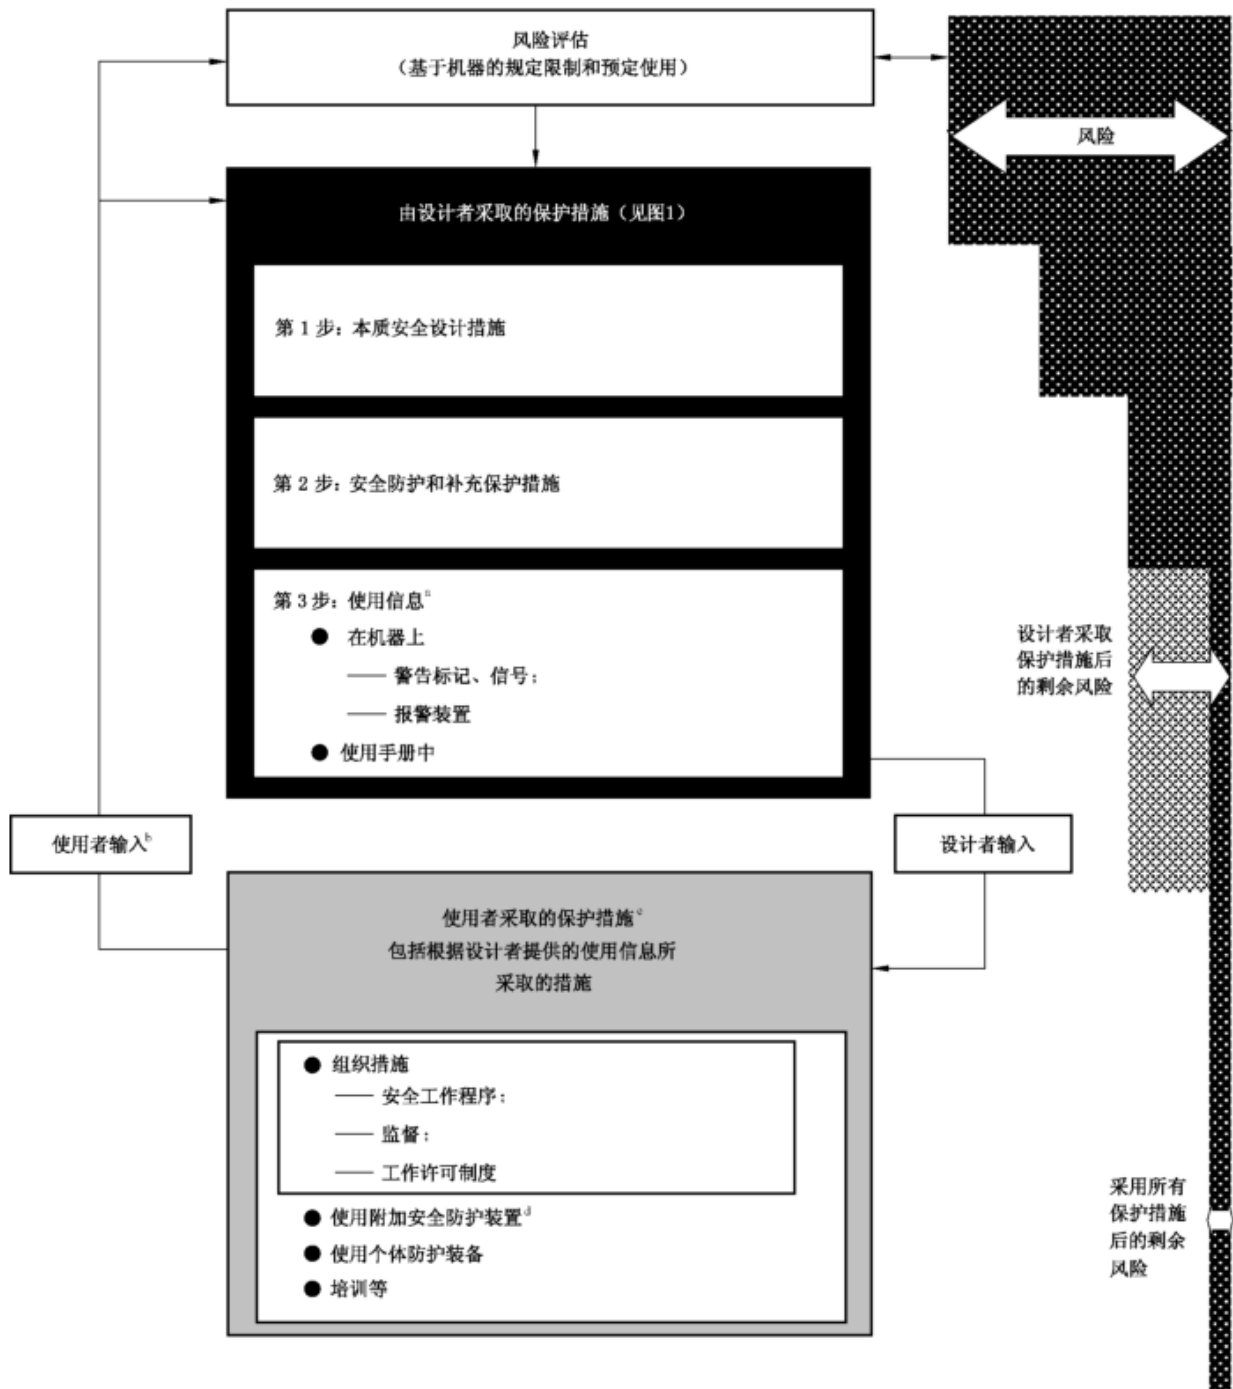 风险评估
（基于机器的规定限制和预定使用）
风险
由设计者采取的保护措施（见图1）
第 1 步：本质安全设计措施
第 2 步：安全防护和补充保护措施
第 3 步：使用信息ᵃ
● 在机器上
—— 警告标记、信号；
—— 报警装置
● 使用手册中
设计者采取
保护措施后
的剩余风险
使用者输入ᵇ
设计者输入
使用者采取的保护措施ᶜ
包括根据设计者提供的使用信息所
采取的措施
● 组织措施
—— 安全工作程序；
—— 监督；
—— 工作许可制度
● 使用附加安全防护装置ᵈ
● 使用个体防护装备
● 培训等
采用所有
保护措施
后的剩余
风险